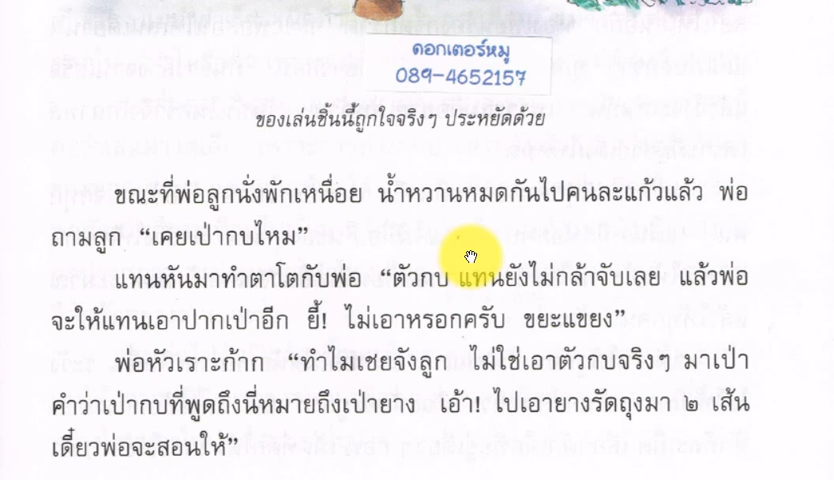 ดอกเตอร์หมู
089-4652157
ของเล่นชิ้นนี้ถูกใจจริงๆ ประหยัดด้วย
ขณะที่พ่อลูกนั่งพักเหนื่อย น้ำหวานหมดกันไปคนละแก้วแล้ว พ่อ
ถามลูก “เคยเป่ากบไหม”
แทนหันมาทำตาโตกับพ่อ “ตัวกบ แทนยังไม่กล้าจับเลย แล้วพ่อ
จะให้แทนเอาปากเป่าอีก ยี้! ไม่เอาหรอกครับ ขยะแขยง”
พ่อหัวเราะก้าก “ทำไมเชยจังลูก ไม่ใช่เอาตัวกบจริงๆ มาเป่า
คำว่าเป่ากบที่พูดถึงนี่หมายถึงเป่ายาง เอ้า! ไปเอายางรัดถุงมา ๒ เส้น
เดี๋ยวพ่อจะสอนให้”